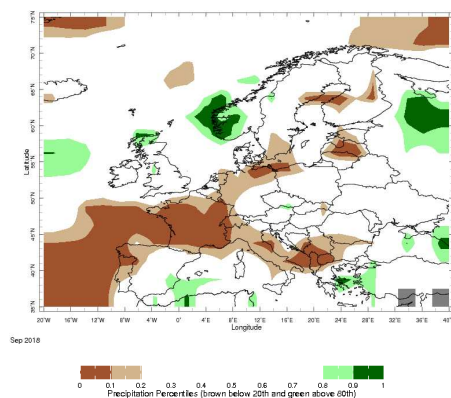 75°N
70°N
65°N
60°N
55°N
50°N
45°N
40°N
35°N
Latitude
20°W 16°W 12°W 8°W 4°W 0° 4°E 8°E 12°E 16°E 20°E 24°E 28°E 32°E 36°E 40°E
Longitude
Sep 2018
0 0.1 0.2 0.3 0.4 0.5 0.6 0.7 0.8 0.9 1
Precipitation Percentiles (brown below 20th and green above 80th)